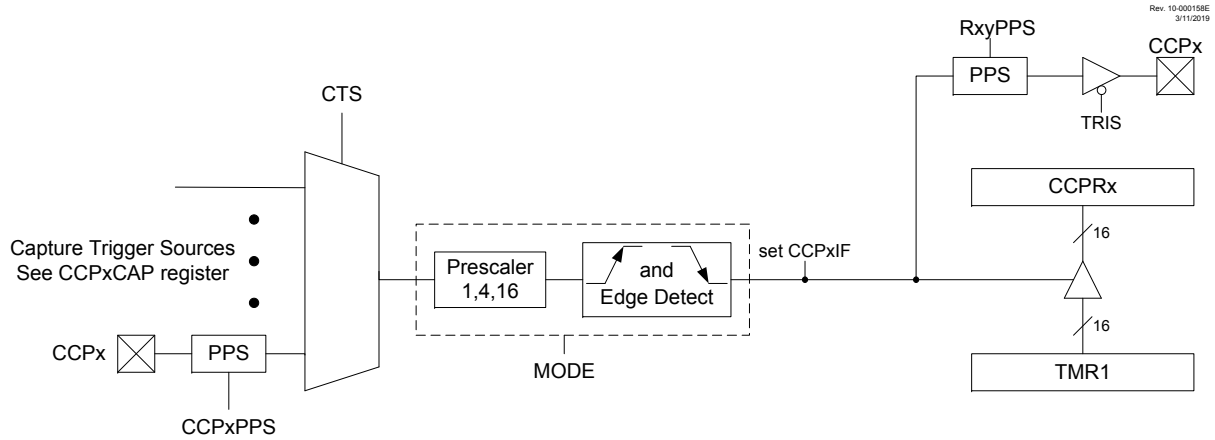 Rev. 10-000158E
3/11/2019
RxyPPS
CCPx
PPS
TRIS
CTS
CCPRx
16
Capture Trigger Sources
See CCPxCAP register
Prescaler
1,4,16
and
Edge Detect
set CCPxIF
16
CCPx
PPS
MODE
TMR1
CCPxPPS